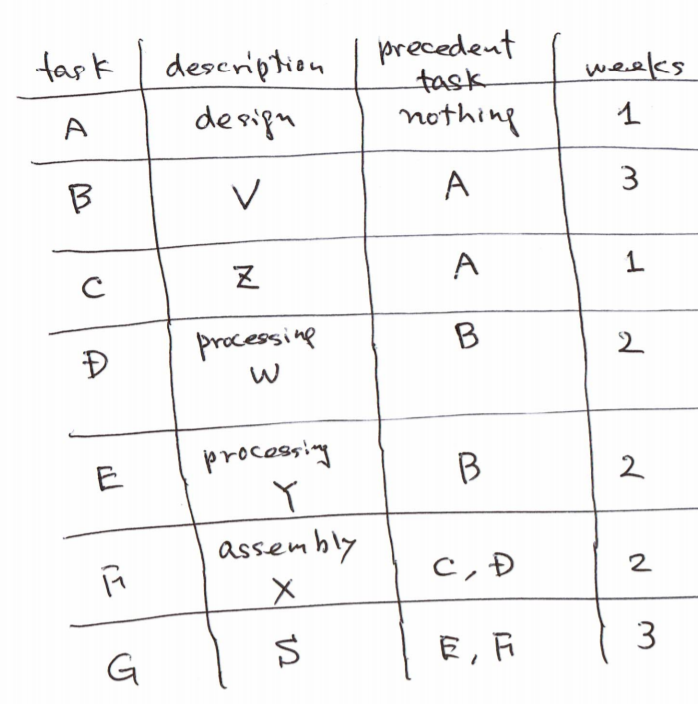 task description precedent task weeks
A design nothing 1
B V A 3
C Z A 1
D processing W B 2
E processing Y B 2
F assembly X C, D 2
G S E, F 3